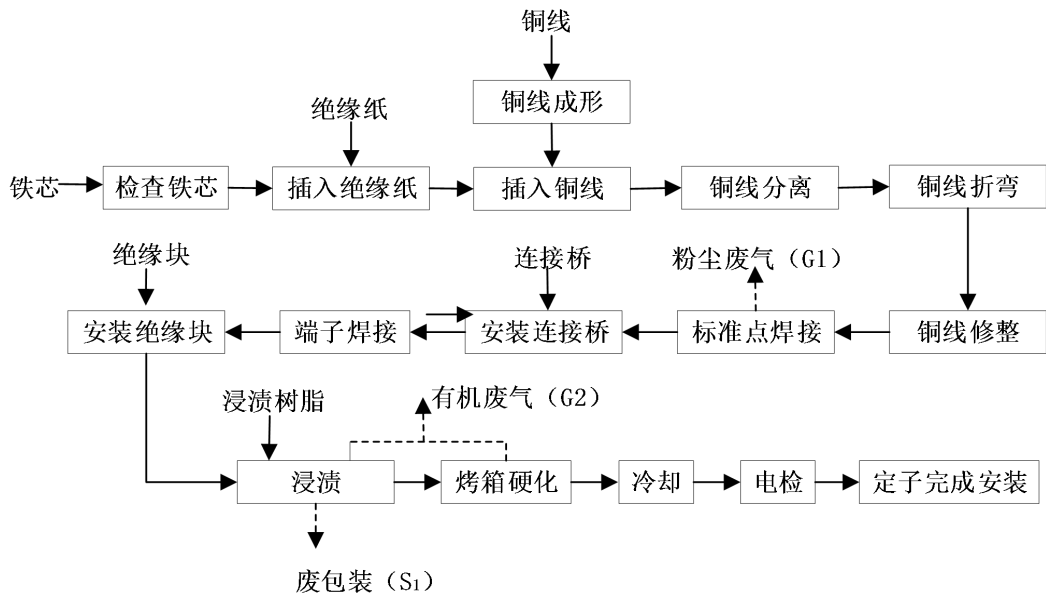 铜线
铜线成形
绝缘纸
铁芯
检查铁芯
插入绝缘纸
插入铜线
铜线分离
铜线折弯
绝缘块
连接桥
粉尘废气（G1）
安装绝缘块
端子焊接
安装连接桥
标准点焊接
铜线修整
浸渍树脂
有机废气（G2）
浸渍
烤箱硬化
冷却
电检
定子完成安装
废包装（S₁）